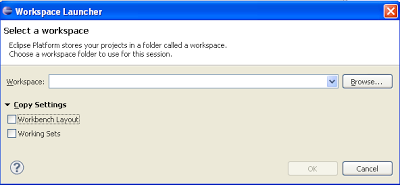 Workspace Launcher
Select a workspace
Eclipse Platform stores your projects in a folder called a workspace.
Choose a workspace folder to use for this session.
Workspace: Browse...
Copy Settings
Workbench Layout
Working Sets
? OK Cancel